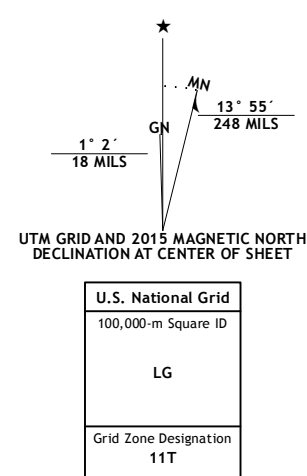 ★
MN
GN
13° 55´
248 MILS
1° 2´
18 MILS
UTM GRID AND 2015 MAGNETIC NORTH
DECLINATION AT CENTER OF SHEET
U.S. National Grid
100,000-m Square ID
LG
Grid Zone Designation
11T